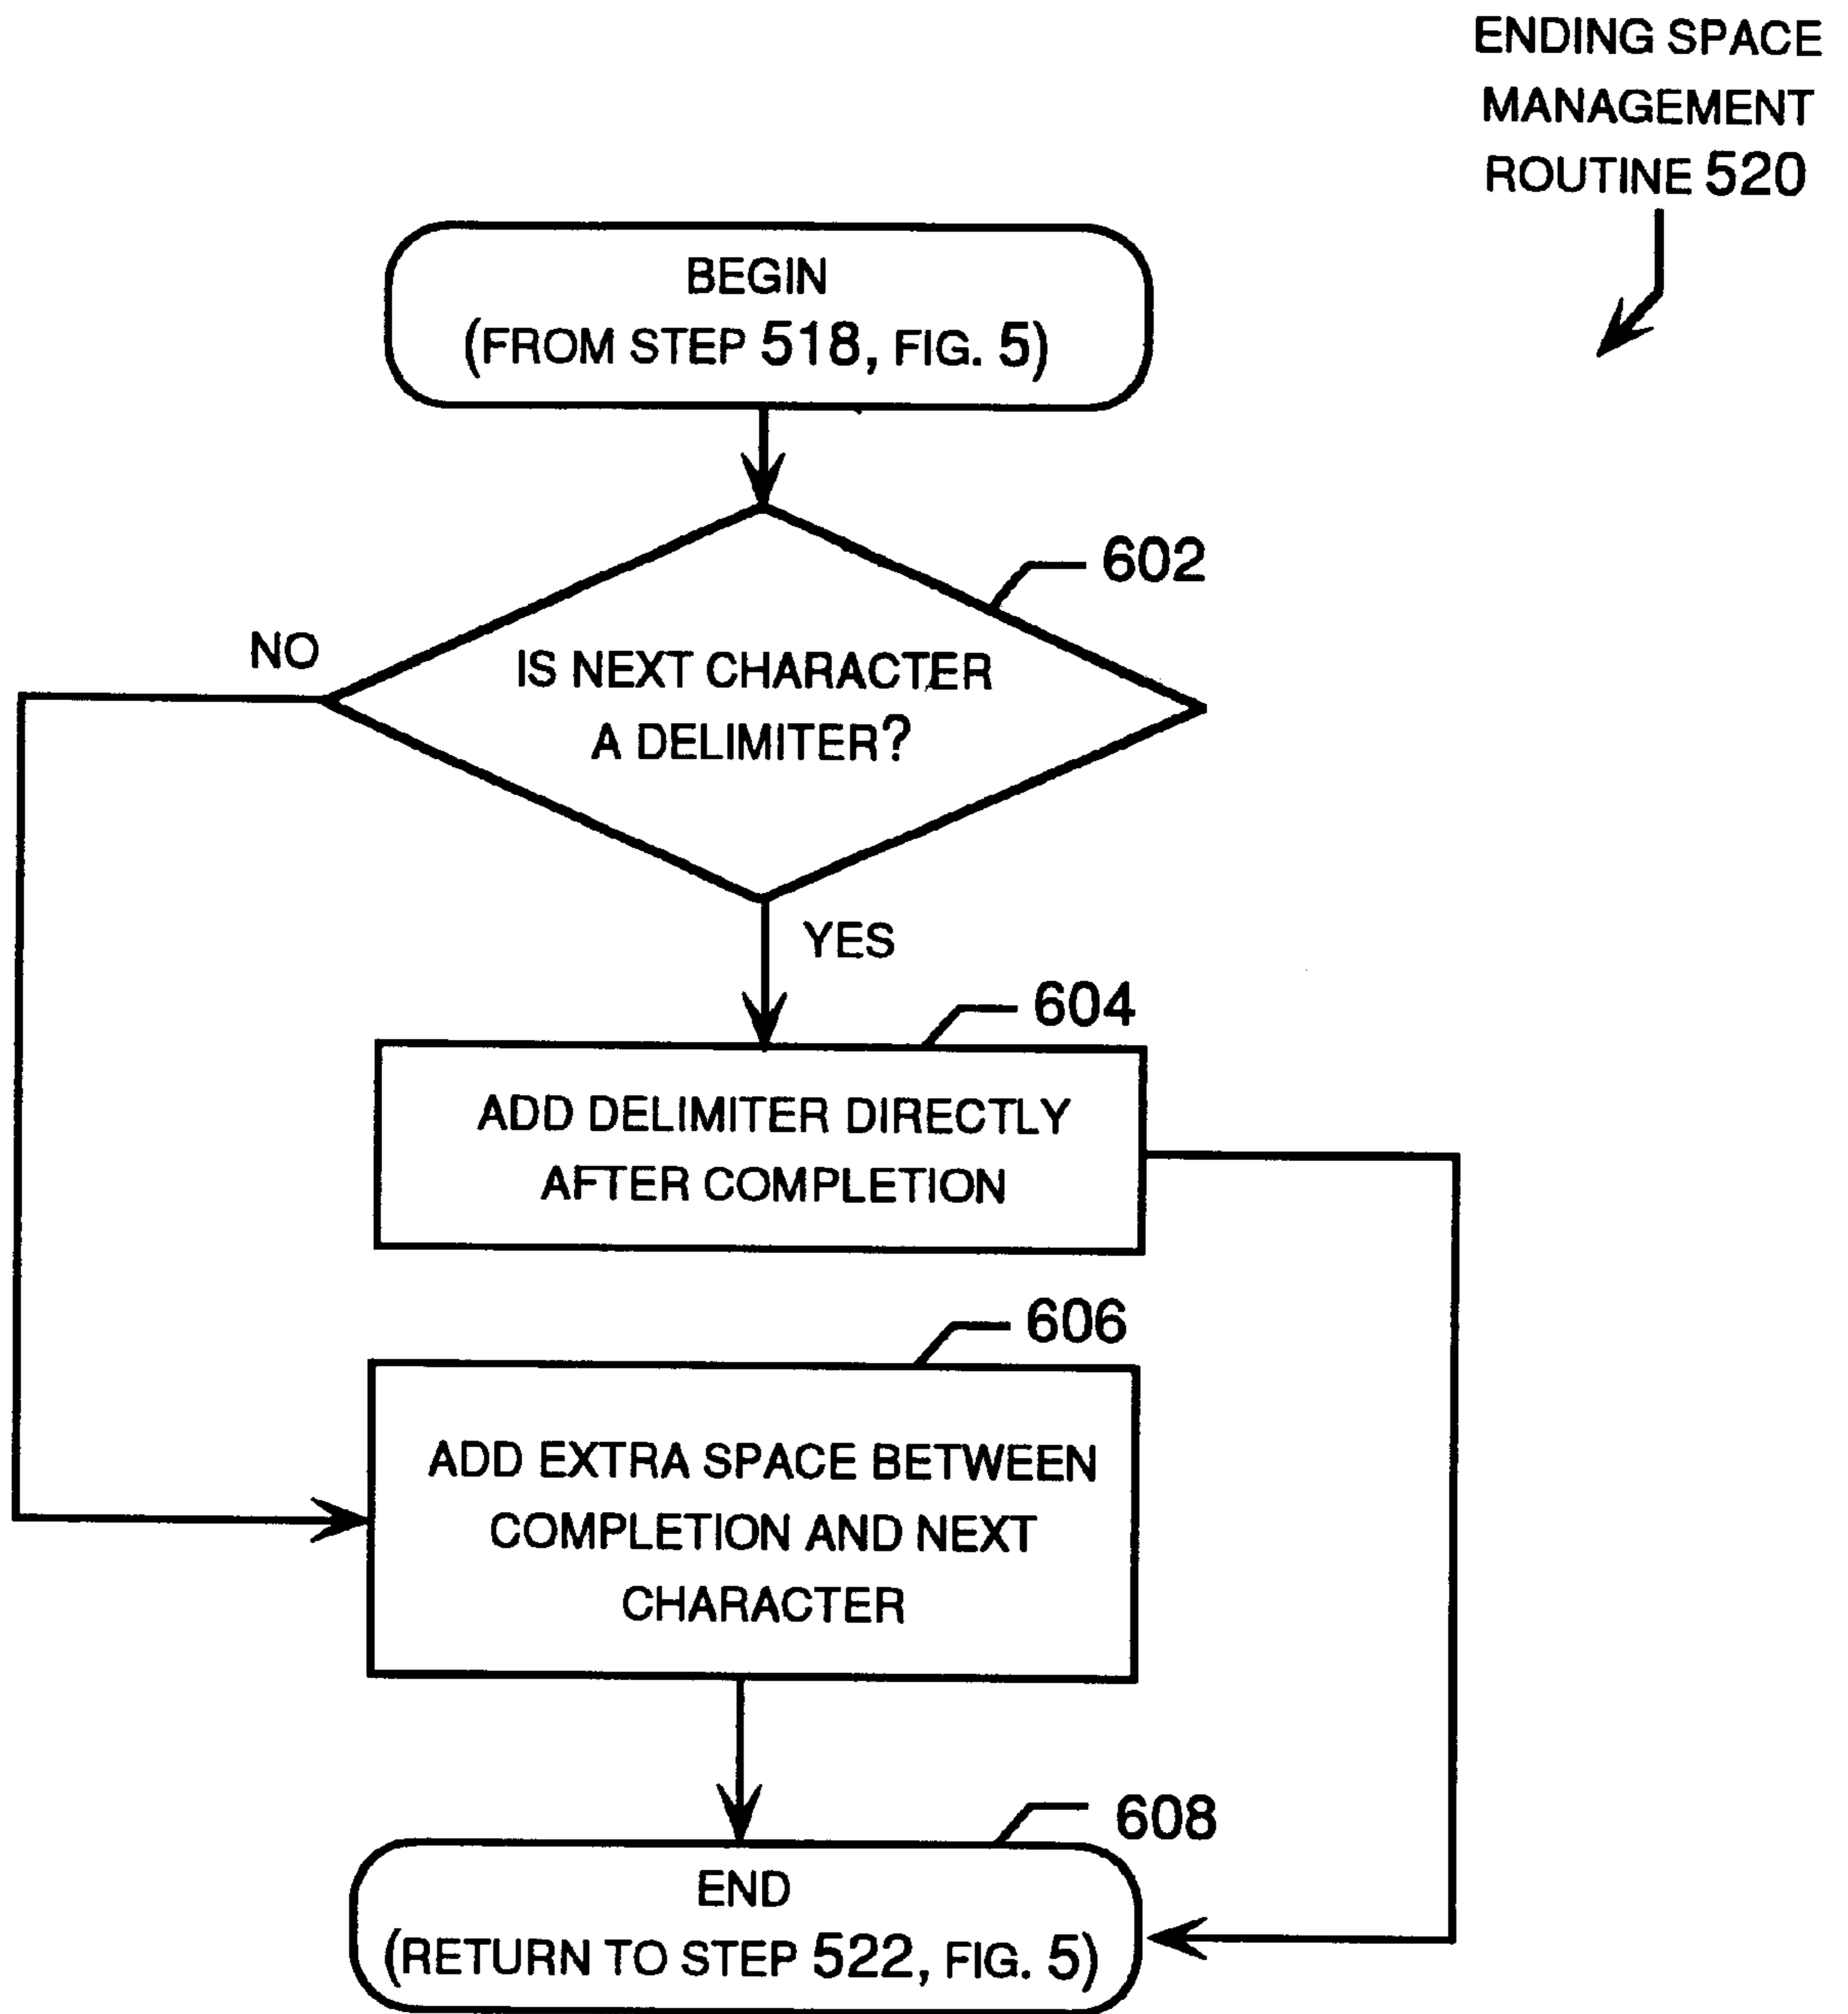 ENDING SPACE
MANAGEMENT
ROUTINE 520
BEGIN
(FROM STEP 518, FIG. 5)
602
NO
IS NEXT CHARACTER
A DELIMITER?
YES
604
ADD DELIMITER DIRECTLY
AFTER COMPLETION
606
ADD EXTRA SPACE BETWEEN
COMPLETION AND NEXT
CHARACTER
608
END
(RETURN TO STEP 522, FIG. 5)